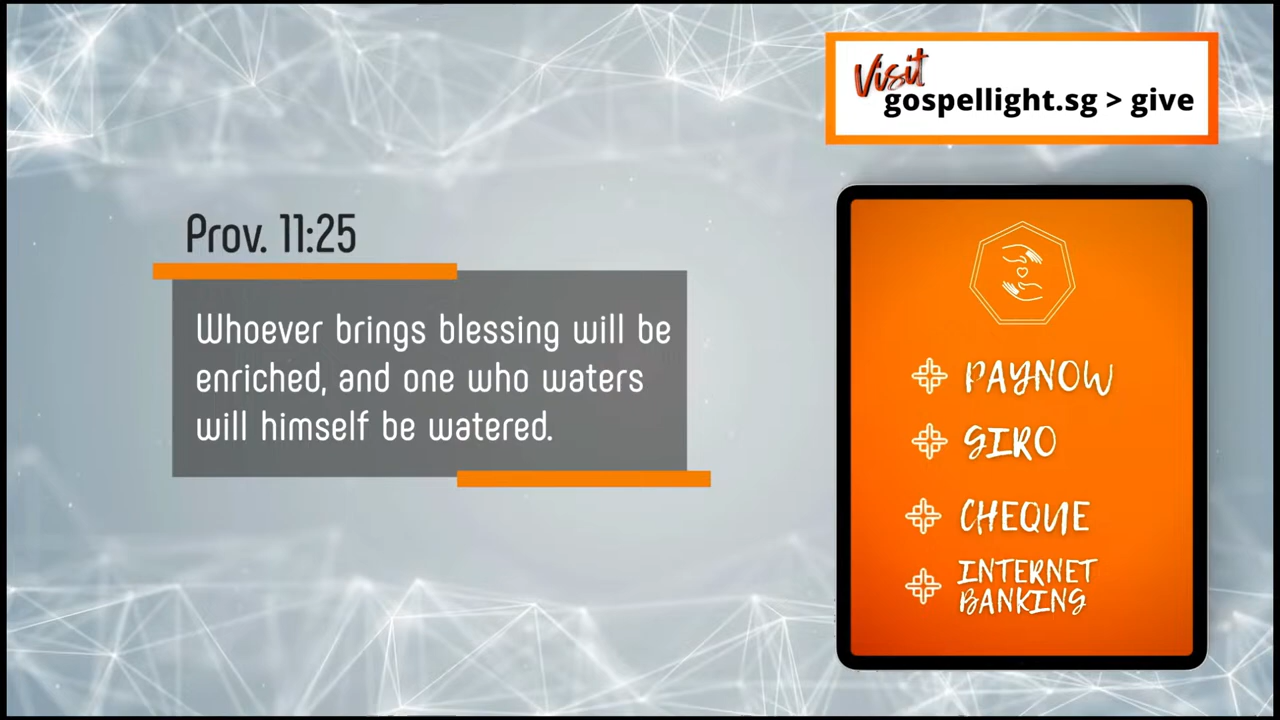 Visit
gospellight.sg > give
Prov. 11:25
Whoever brings blessing will be
enriched, and one who waters
will himself be watered.
PAYNOW
GIRO
CHEQUE
INTERNET
BANKING